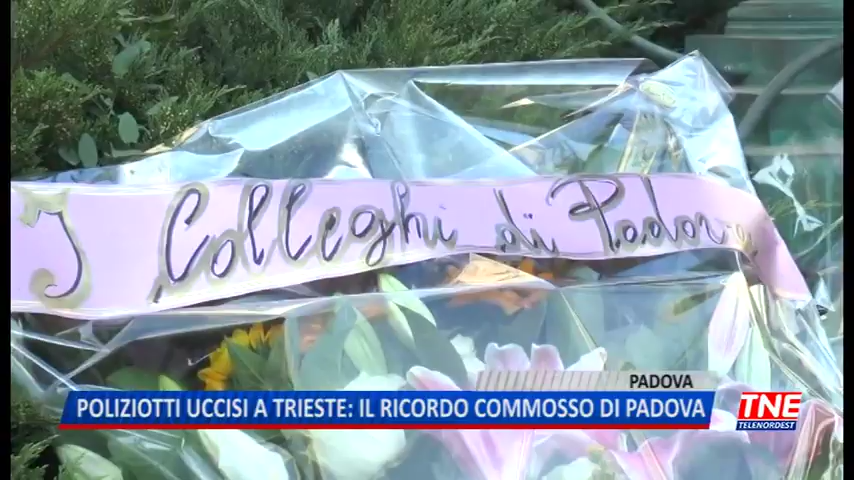 I Colleghi di Padova
PADOVA
POLIZIOTTI UCCISI A TRIESTE: IL RICORDO COMMOSSO DI PADOVA
TNE
TELENORDEST